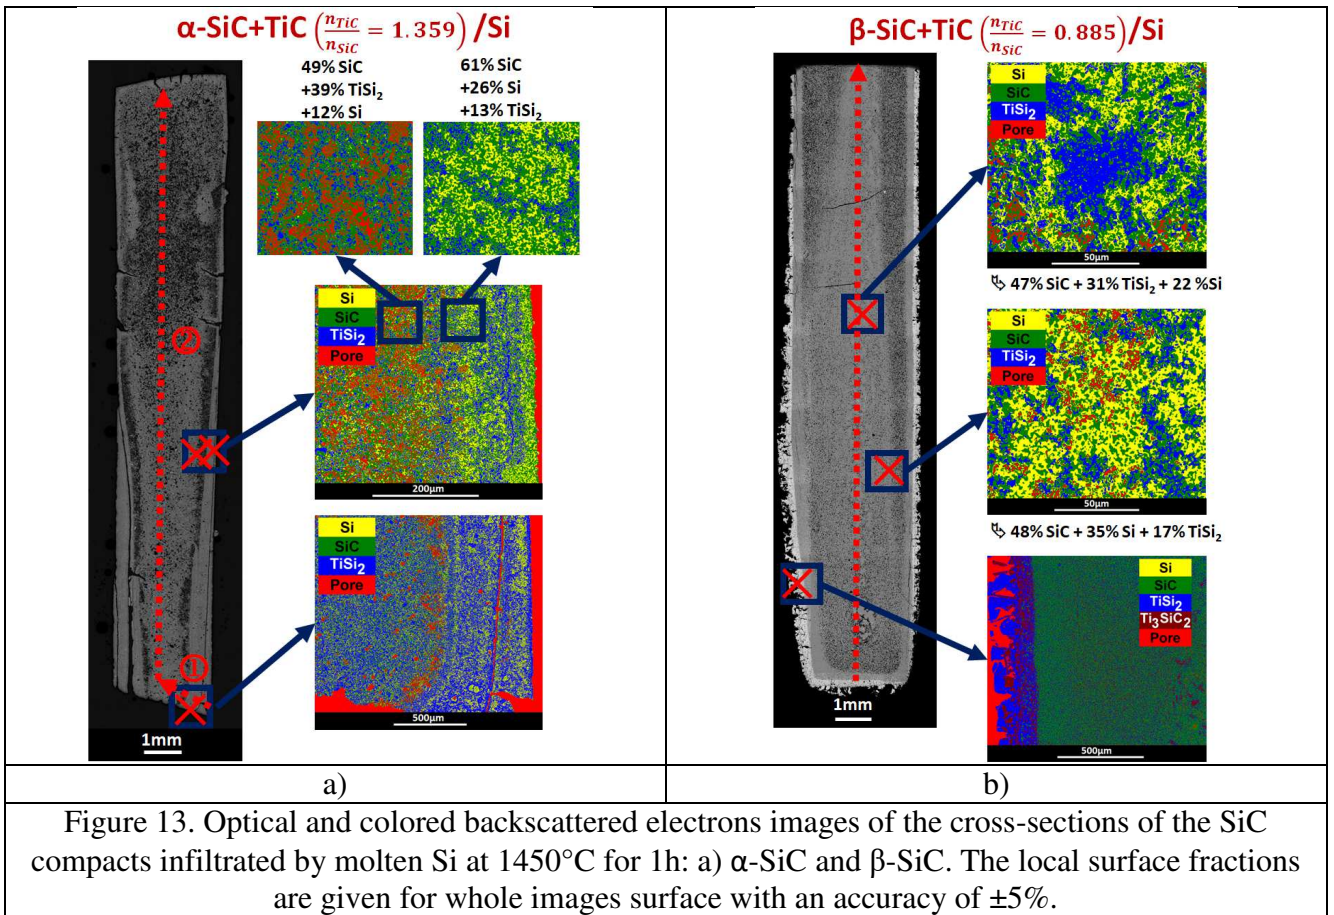 α-SiC+TiC (n_TiC/n_SiC = 1.359) /Si
49% SiC
+39% TiSi₂
+12% Si
61% SiC
+26% Si
+13% TiSi₂
Si
SiC
TiSi₂
Pore
200µm
Si
SiC
TiSi₂
Pore
500µm
②
①
1mm
β-SiC+TiC (n_TiC/n_SiC = 0.885)/Si
Si
SiC
TiSi₂
Pore
50µm
↳ 47% SiC + 31% TiSi₂ + 22 %Si
Si
SiC
TiSi₂
Pore
50µm
↳ 48% SiC + 35% Si + 17% TiSi₂
Si
SiC
TiSi₂
Ti₃SiC₂
Pore
500µm
1mm
a)
b)
Figure 13. Optical and colored backscattered electrons images of the cross-sections of the SiC
compacts infiltrated by molten Si at 1450°C for 1h: a) α-SiC and β-SiC. The local surface fractions
are given for whole images surface with an accuracy of ±5%.